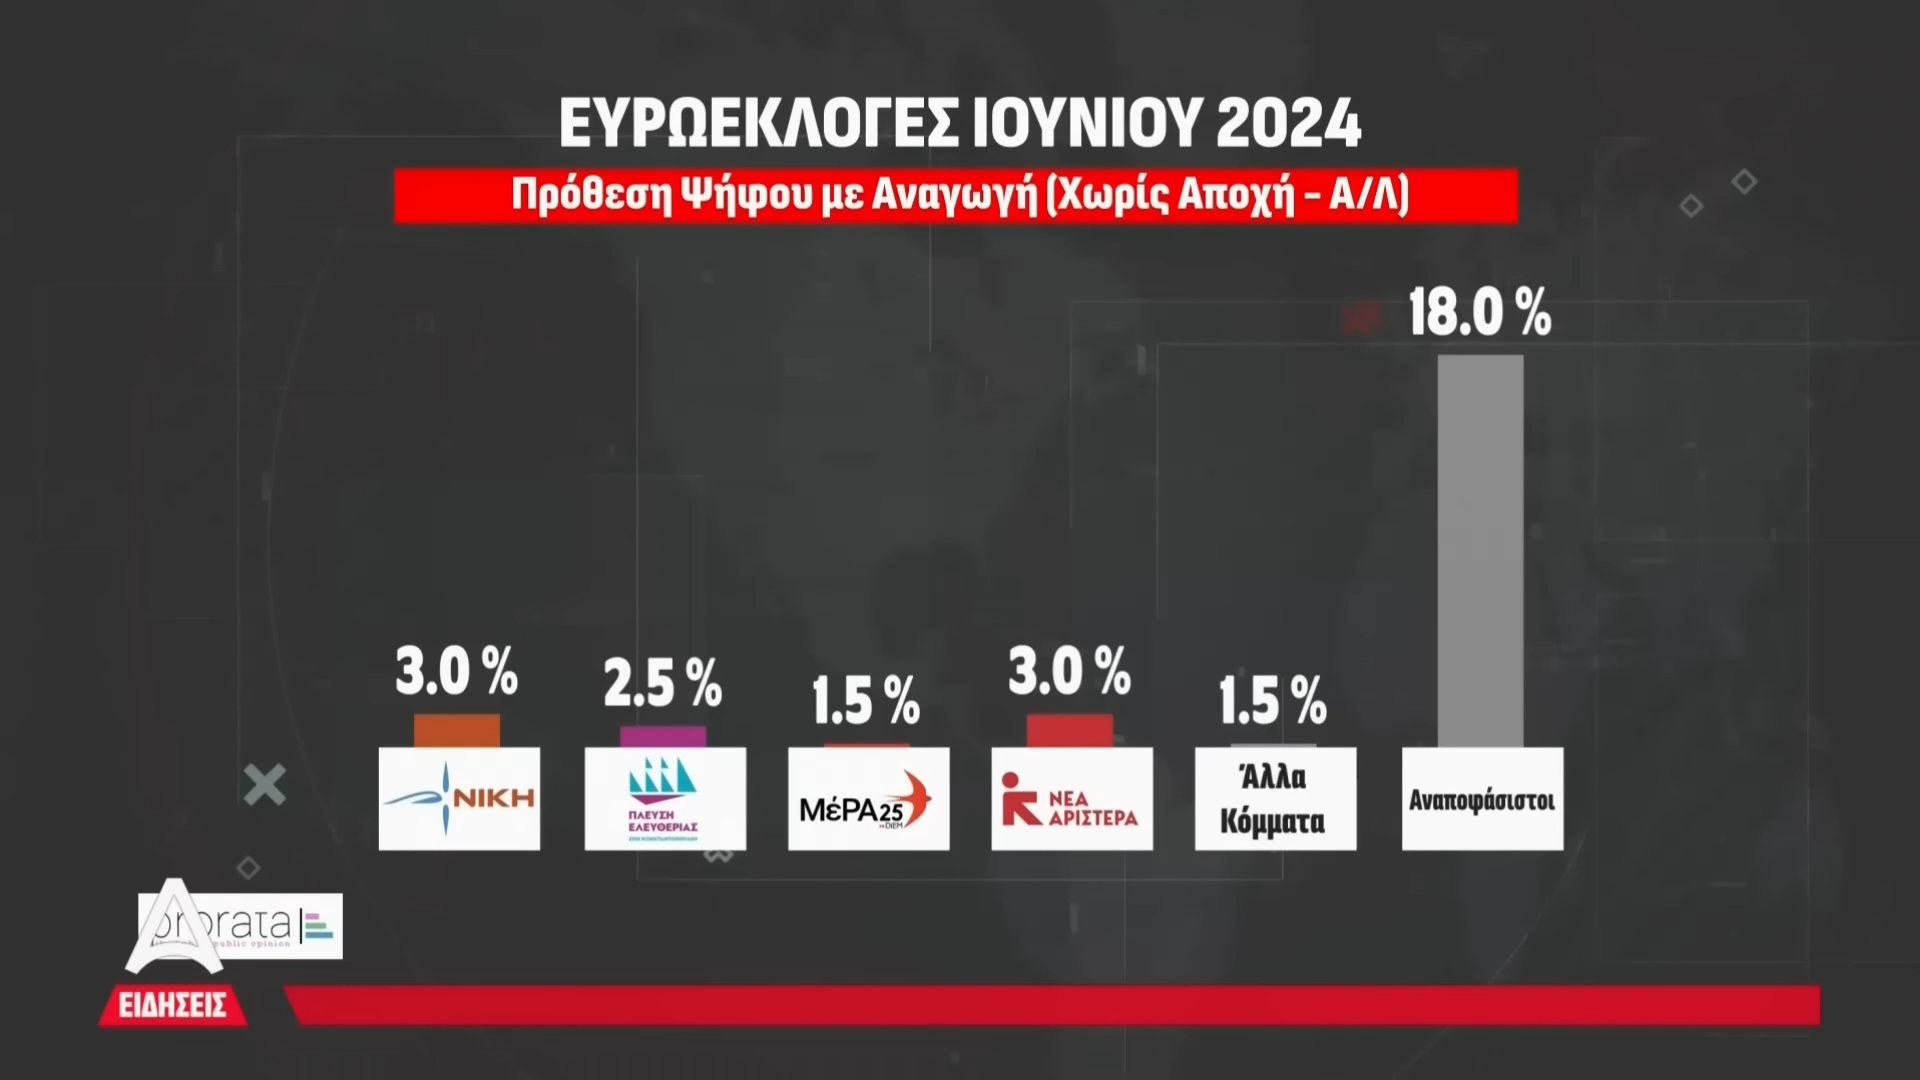 ΕΥΡΩΕΚΛΟΓΕΣ ΙΟΥΝΙΟΥ 2024
Πρόθεση Ψήφου με Αναγωγή (Χωρίς Αποχή - Α/Λ)
3.0 %
2.5 %
1.5 %
3.0 %
1.5 %
18.0 %
ΝΙΚΗ
ΠΛΕΥΣΗ
ΕΛΕΥΘΕΡΙΑΣ
ΜέΡΑ25
DiEM
ΝΕΑ
ΑΡΙΣΤΕΡΑ
Άλλα
Κόμματα
Αναποφάσιστοι
prorata
public opinion
ΕΙΔΗΣΕΙΣ